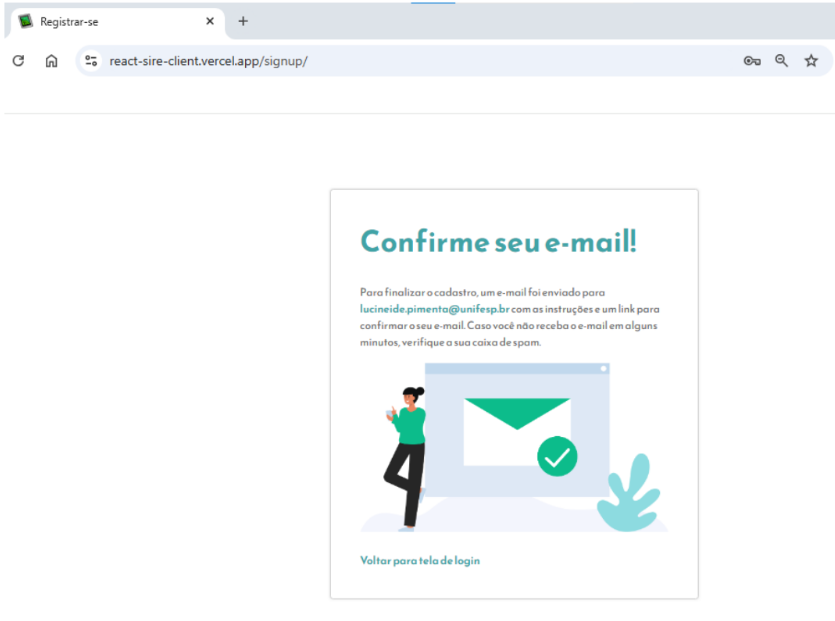 Registrar-se
react-sire-client.vercel.app/signup/
Confirme seu e-mail!
Para finalizar o cadastro, um e-mail foi enviado para
lucineide.pimenta@unifesp.br com as instruções e um link para
confirmar o seu e-mail. Caso você não receba o e-mail em alguns
minutos, verifique a sua caixa de spam.
Voltar para tela de login